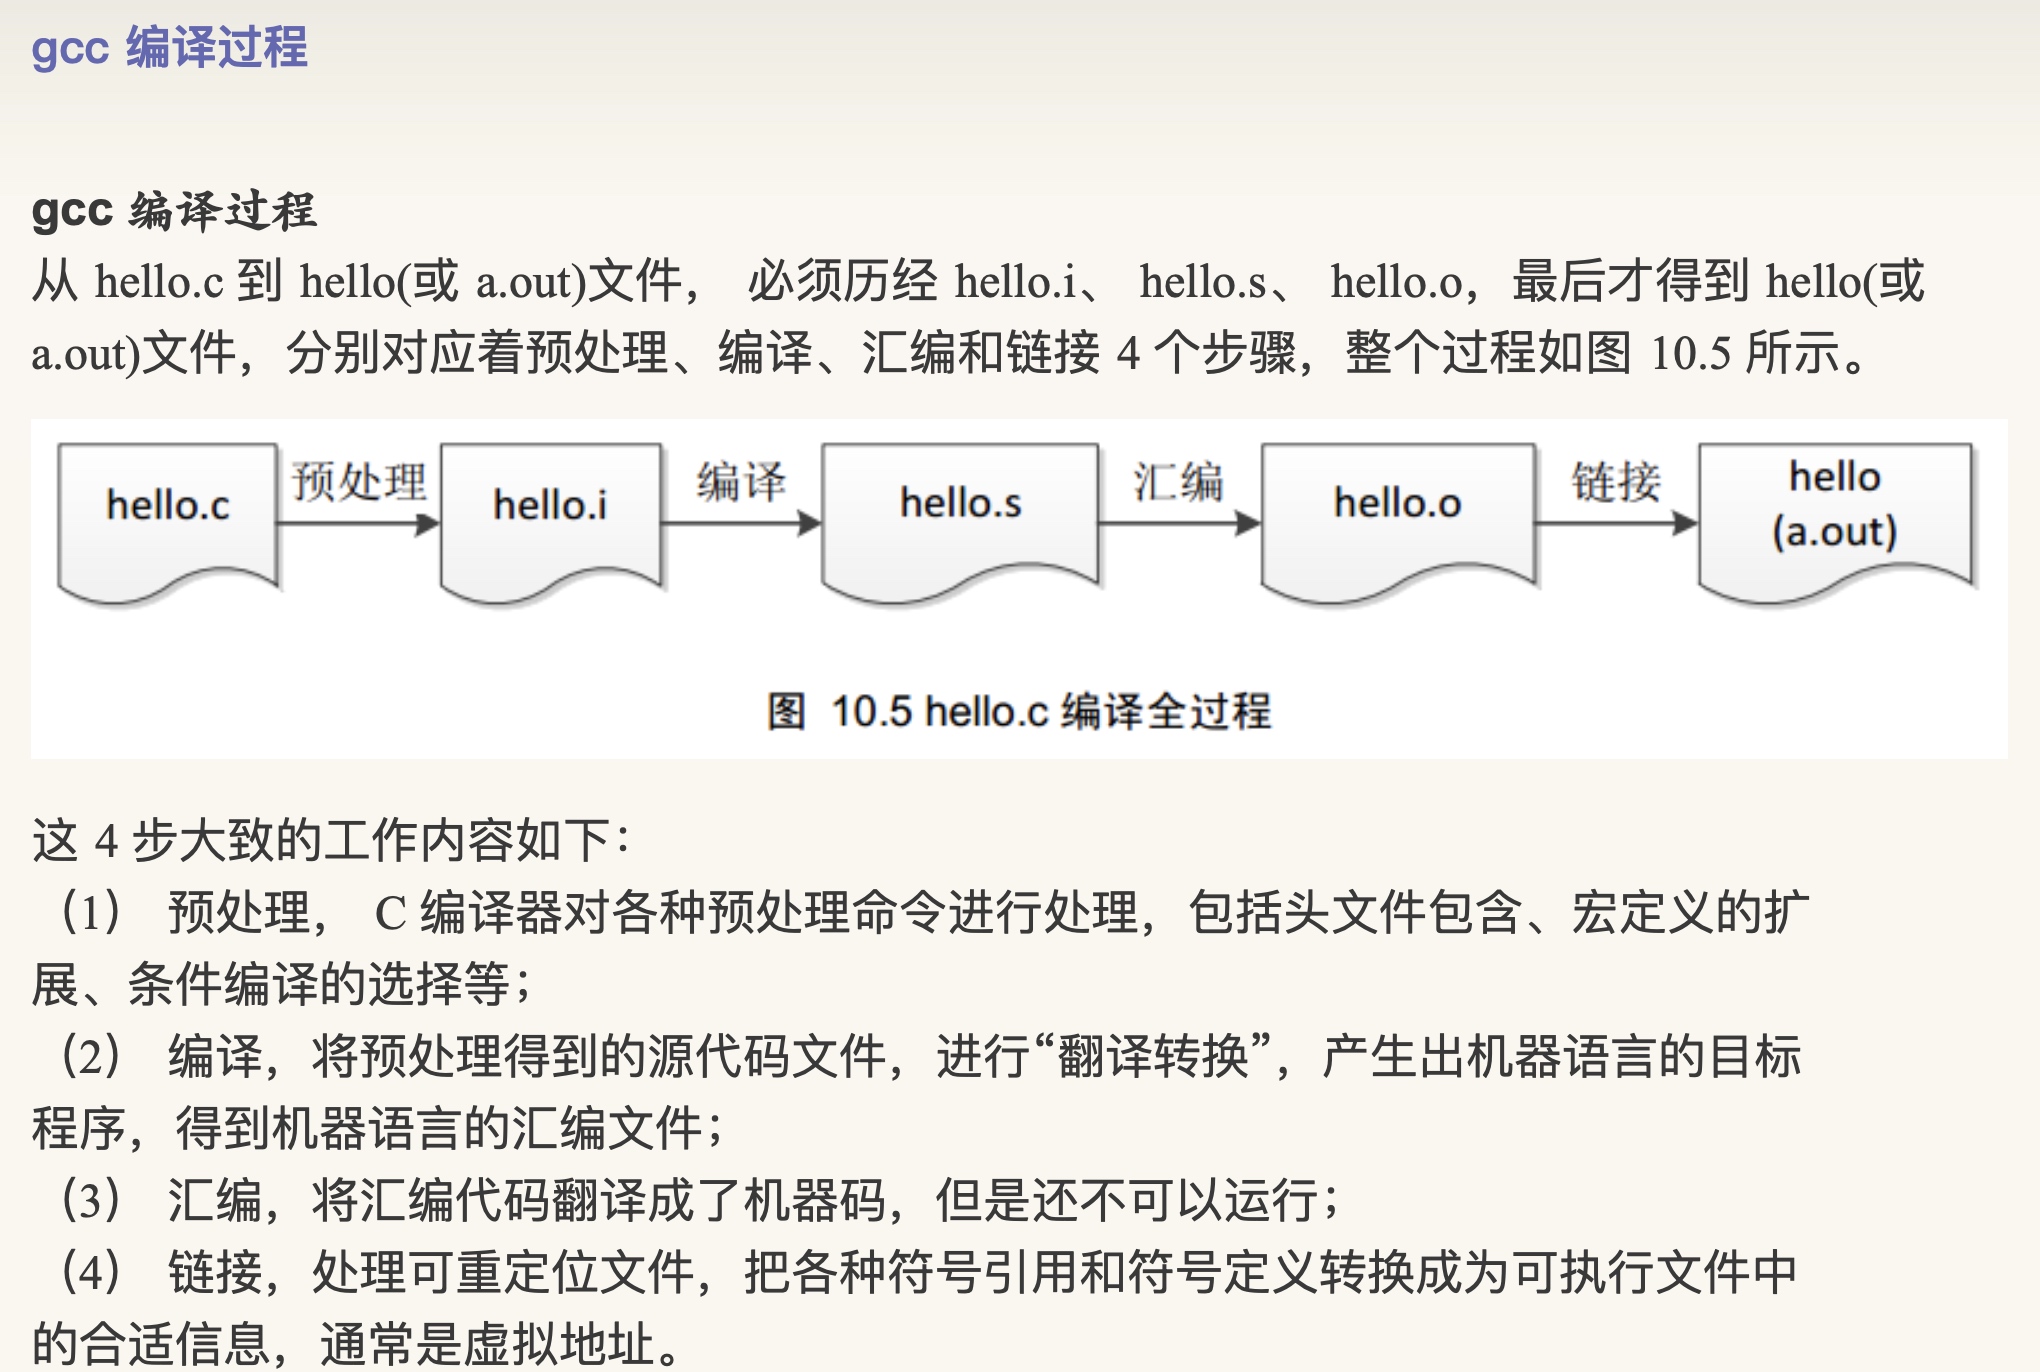 gcc 编译过程
gcc 编译过程
从 hello.c 到 hello(或 a.out)文件， 必须历经 hello.i、 hello.s、 hello.o，最后才得到 hello(或
a.out)文件，分别对应着预处理、编译、汇编和链接 4 个步骤，整个过程如图 10.5 所示。
hello.c
预处理
hello.i
编译
hello.s
汇编
hello.o
链接
hello
(a.out)
图 10.5 hello.c 编译全过程
这 4 步大致的工作内容如下：
（1） 预处理， C 编译器对各种预处理命令进行处理，包括头文件包含、宏定义的扩
展、条件编译的选择等；
（2） 编译，将预处理得到的源代码文件，进行“翻译转换”，产生出机器语言的目标
程序，得到机器语言的汇编文件；
（3） 汇编，将汇编代码翻译成了机器码，但是还不可以运行；
（4） 链接，处理可重定位文件，把各种符号引用和符号定义转换成为可执行文件中
的合适信息，通常是虚拟地址。